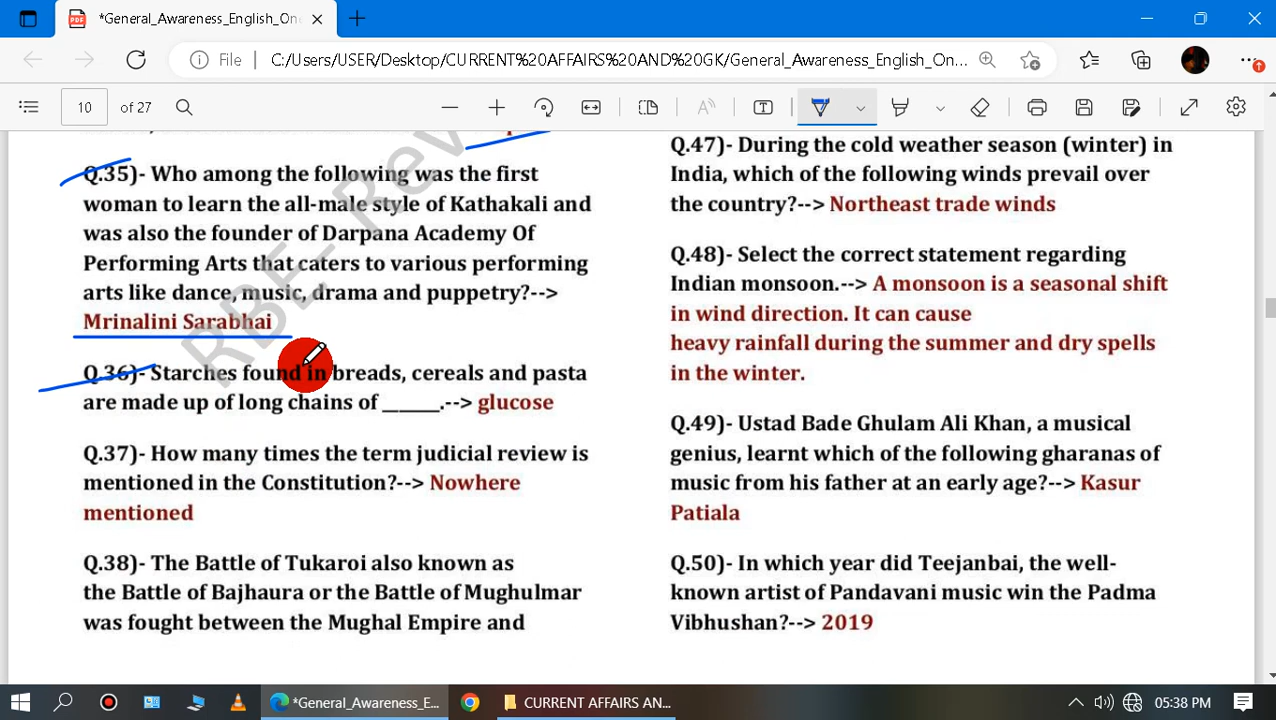 *General_Awareness_English_On
File C:/Users/USER/Desktop/CURRENT%20AFFAIRS%20AND%20GK/General_Awareness_English_On...
10 of 27
Q.35)- Who among the following was the first
woman to learn the all-male style of Kathakali and
was also the founder of Darpana Academy Of
Performing Arts that caters to various performing
arts like dance, music, drama and puppetry?-->
Mrinalini Sarabhai
Q.36)- Starches found in breads, cereals and pasta
are made up of long chains of ______.--> glucose
Q.37)- How many times the term judicial review is
mentioned in the Constitution?--> Nowhere
mentioned
Q.38)- The Battle of Tukaroi also known as
the Battle of Bajhaura or the Battle of Mughulmar
was fought between the Mughal Empire and
Q.47)- During the cold weather season (winter) in
India, which of the following winds prevail over
the country?--> Northeast trade winds
Q.48)- Select the correct statement regarding
Indian monsoon.--> A monsoon is a seasonal shift
in wind direction. It can cause
heavy rainfall during the summer and dry spells
in the winter.
Q.49)- Ustad Bade Ghulam Ali Khan, a musical
genius, learnt which of the following gharanas of
music from his father at an early age?--> Kasur
Patiala
Q.50)- In which year did Teejanbai, the well-
known artist of Pandavani music win the Padma
Vibhushan?--> 2019
RBE- Rev
*General_Awareness_E...
CURRENT AFFAIRS AN...
05:38 PM